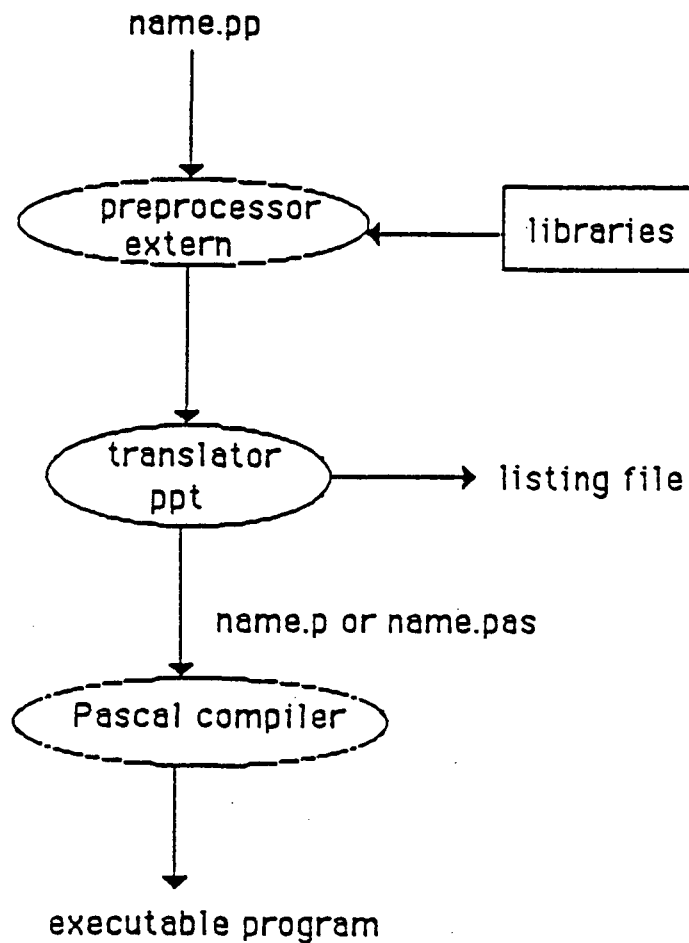 name.pp
preprocessor
extern
libraries
translator
ppt
listing file
name.p or name.pas
Pascal compiler
executable program